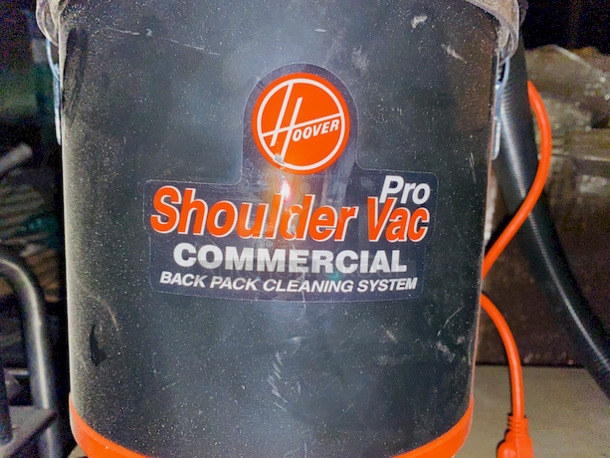 HOOVER
Pro
Shoulder Vac
COMMERCIAL
BACK PACK CLEANING SYSTEM